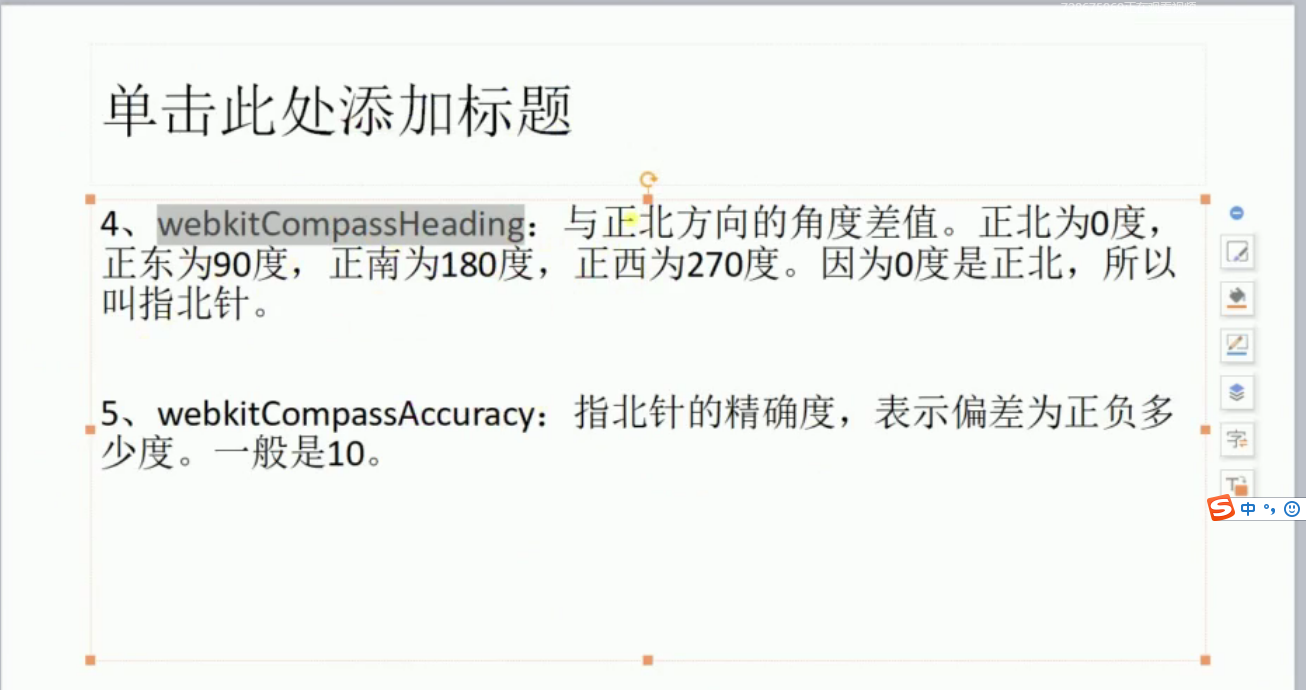 单击此处添加标题
4、webkitCompassHeading：与正北方向的角度差值。正北为0度，
正东为90度，正南为180度，正西为270度。因为0度是正北，所以
叫指北针。
5、webkitCompassAccuracy：指北针的精确度，表示偏差为正负多
少度。一般是10。
字
T
S 中 °，